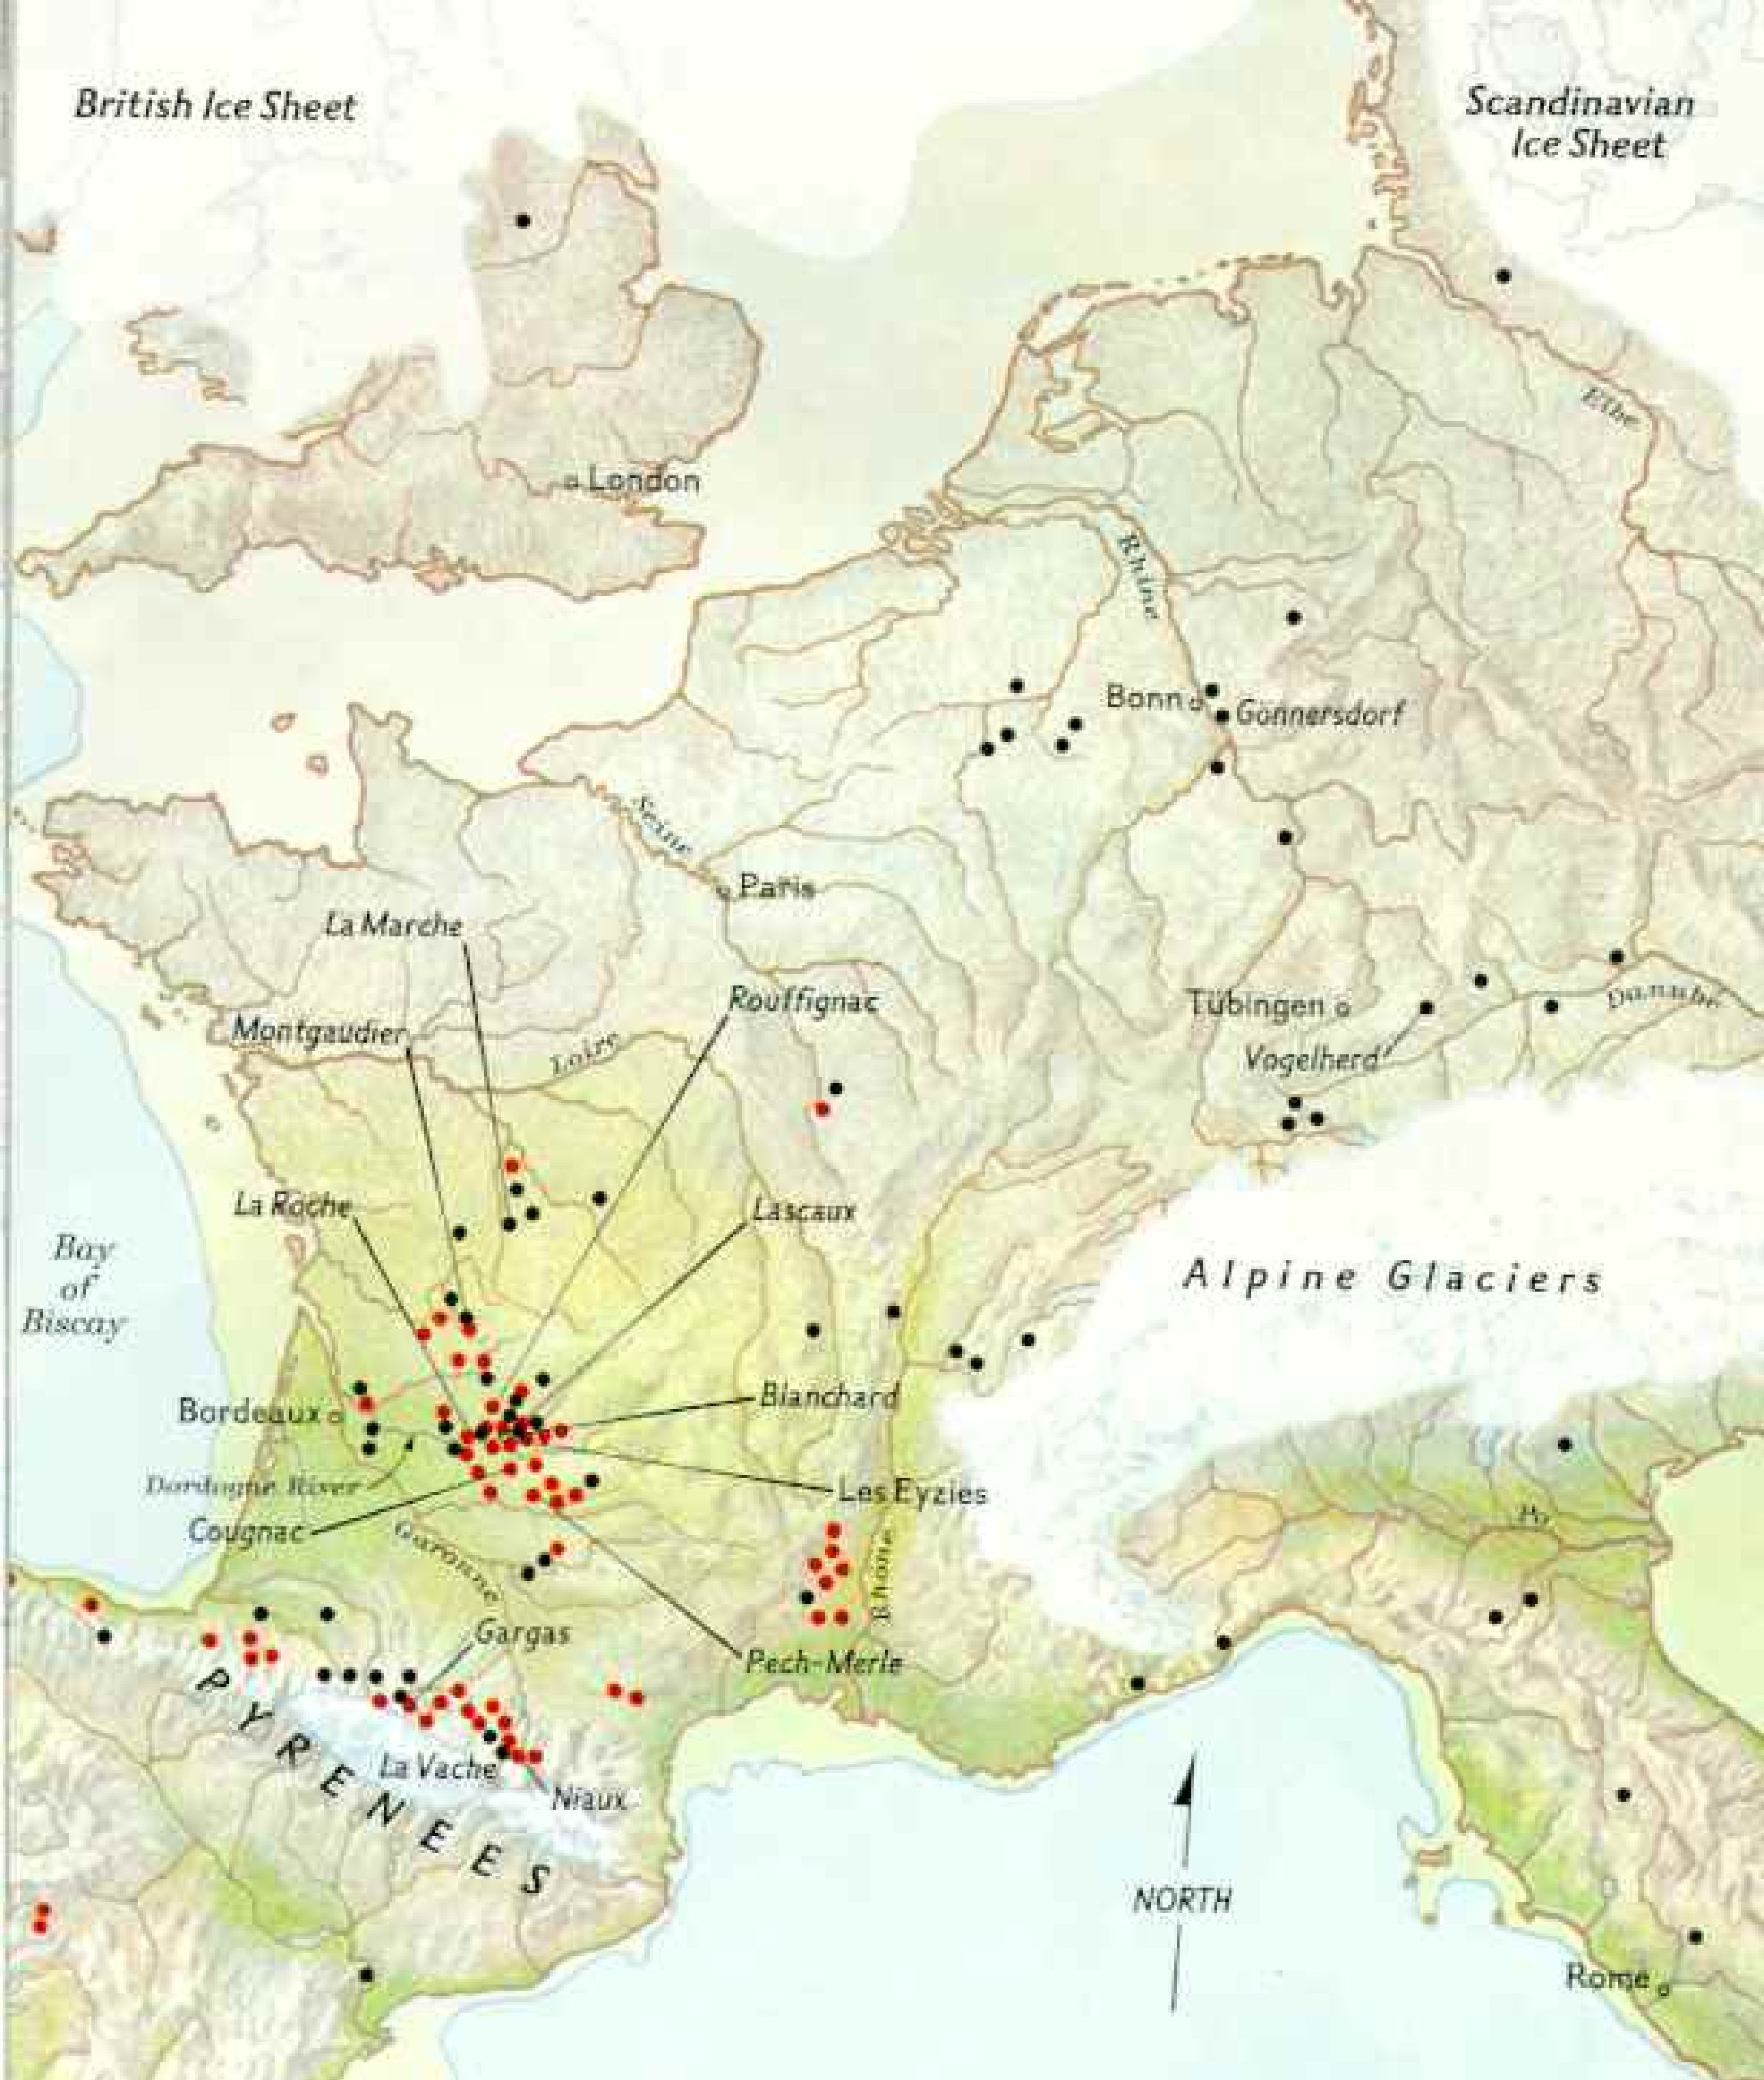 British Ice Sheet
Scandinavian
Ice Sheet
Elbe
London
Rhine
Bonn
Gönnersdorf
Seine
Paris
La Marche
Danube
Rouffignac
Tübingen
Montgaudier
Loire
Vogelherd
La Roche
Lascaux
Bay
of
Biscay
Alpine Glaciers
Blanchard
Bordeaux
Dordogne River
Les Eyzies
Po
Cougnac
Garonne
Rhône
Gargas
Pech-Merle
PYRENEES
La Vache
Niaux
NORTH
Rome